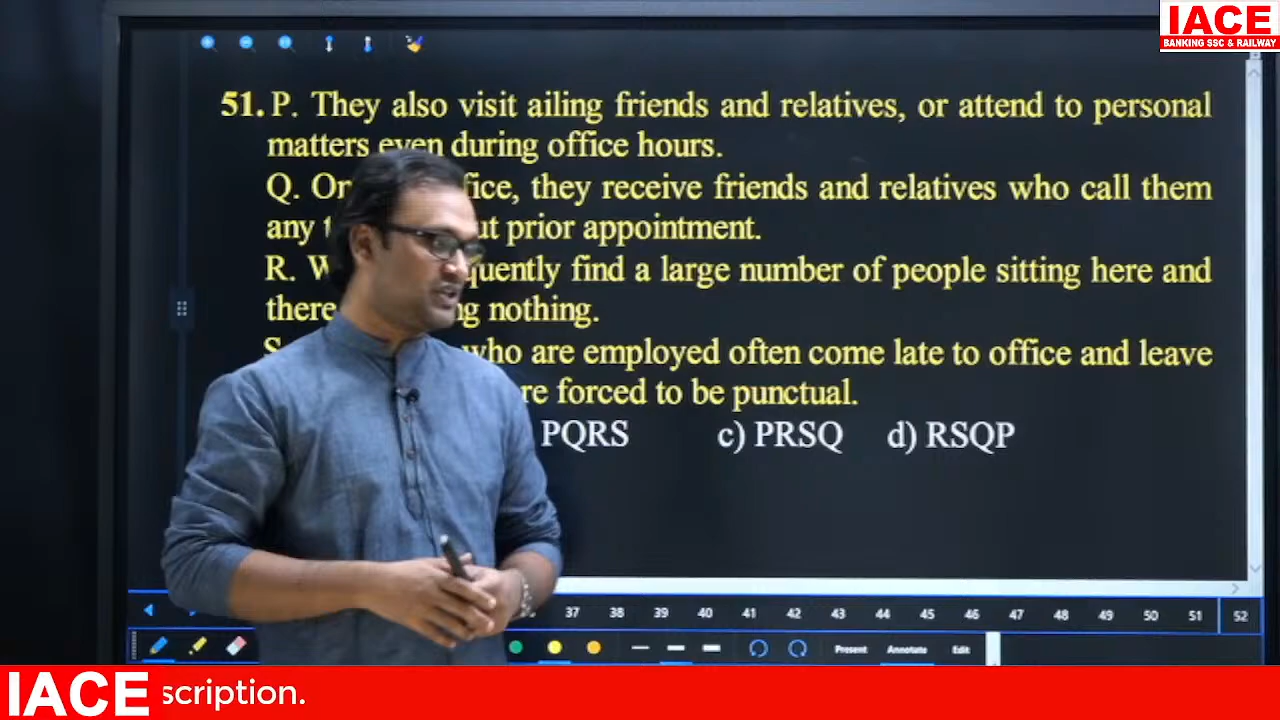 IACE
BANKING SSC & RAILWAY
51. P. They also visit ailing friends and relatives, or attend to personal
matters even during office hours.
Q. fice, they receive friends and relatives who call them
any prior appointment.
R. find a large number of people sitting here and
there nothing.
who are employed often come late to office and leave
forced to be punctual.
PQRS c) PRSQ d) RSQP
37 38 39 40 41 42 43 44 45 46 47 48 49 50 51 52
Present Annotate Edit
IACE scription.